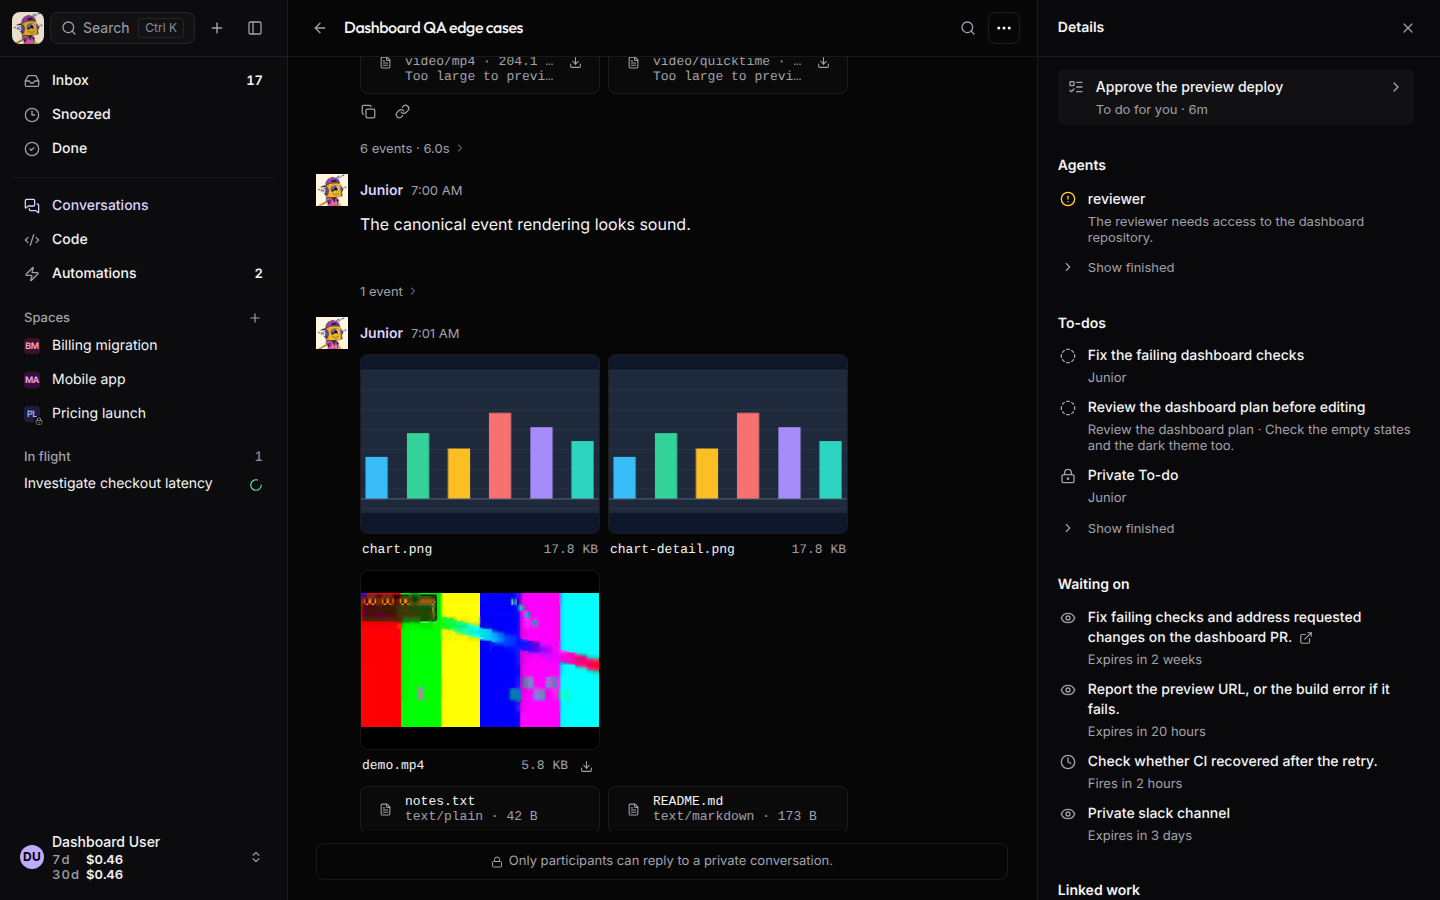 Search Ctrl K
Inbox 17
Snoozed
Done
Conversations
Code
Automations 2
Spaces
BM Billing migration
MA Mobile app
PL Pricing launch
In flight 1
Investigate checkout latency
DU Dashboard User
7d $0.46
30d $0.46
Dashboard QA edge cases
video/mp4 · 204.1 …
Too large to previ…
video/quicktime · …
Too large to previ…
6 events · 6.0s
Junior 7:00 AM
The canonical event rendering looks sound.
1 event
Junior 7:01 AM
chart.png 17.8 KB
chart-detail.png 17.8 KB
demo.mp4 5.8 KB
notes.txt
text/plain · 42 B
README.md
text/markdown · 173 B
Only participants can reply to a private conversation.
Details
Approve the preview deploy
To do for you · 6m
Agents
reviewer
The reviewer needs access to the dashboard
repository.
Show finished
To-dos
Fix the failing dashboard checks
Junior
Review the dashboard plan before editing
Review the dashboard plan · Check the empty states
and the dark theme too.
Private To-do
Junior
Show finished
Waiting on
Fix failing checks and address requested
changes on the dashboard PR.
Expires in 2 weeks
Report the preview URL, or the build error if it
fails.
Expires in 20 hours
Check whether CI recovered after the retry.
Fires in 2 hours
Private slack channel
Expires in 3 days
Linked work